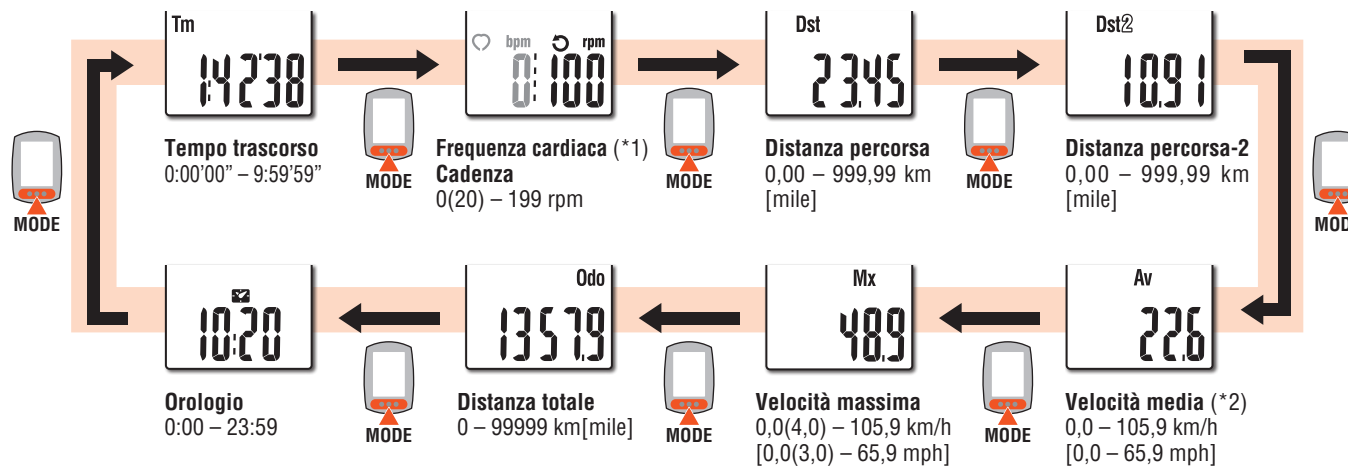 Tm
1:42'38
Tempo trascorso
0:00'00” – 9:59'59”
MODE
bpm rpm
0 100
Frequenza cardiaca (*1)
Cadenza
0(20) – 199 rpm
MODE
Dst
23.45
Distanza percorsa
0,00 – 999,99 km
[mile]
MODE
Dst2
10.91
Distanza percorsa-2
0,00 – 999,99 km
[mile]
MODE
MODE
Av
22.6
Velocità media (*2)
0,0 – 105,9 km/h
[0,0 – 65,9 mph]
MODE
Mx
48.9
Velocità massima
0,0(4,0) – 105,9 km/h
[0,0(3,0) – 65,9 mph]
MODE
Odo
1357.9
Distanza totale
0 – 99999 km[mile]
MODE
10:20
Orologio
0:00 – 23:59